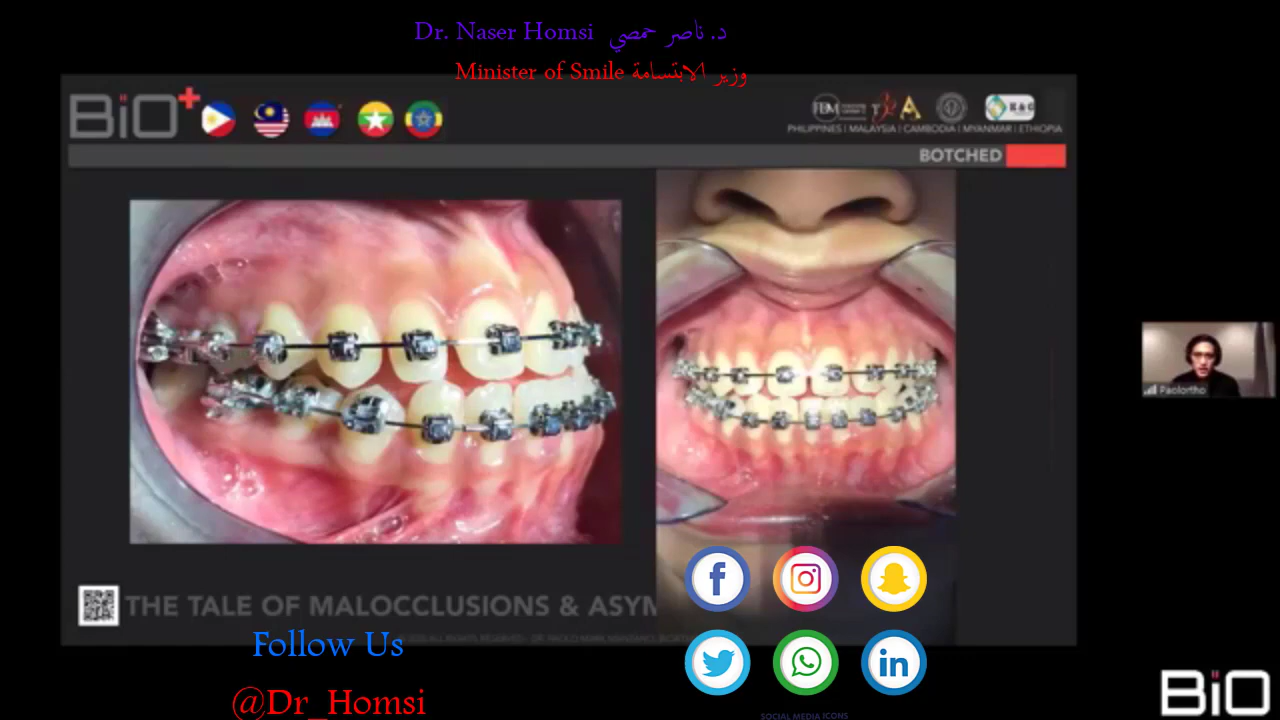 Dr. Naser Homsi د. ناصر حمصي
Minister of Smile وزير الابتسامة
BiO+
PHILIPPINES | MALAYSIA | CAMBODIA | MYANMAR | ETHIOPIA
BOTCHED
Paolortho
THE TALE OF MALOCCLUSIONS & ASYM
Follow Us
@Dr_Homsi
SOCIAL MEDIA ICONS
BiO